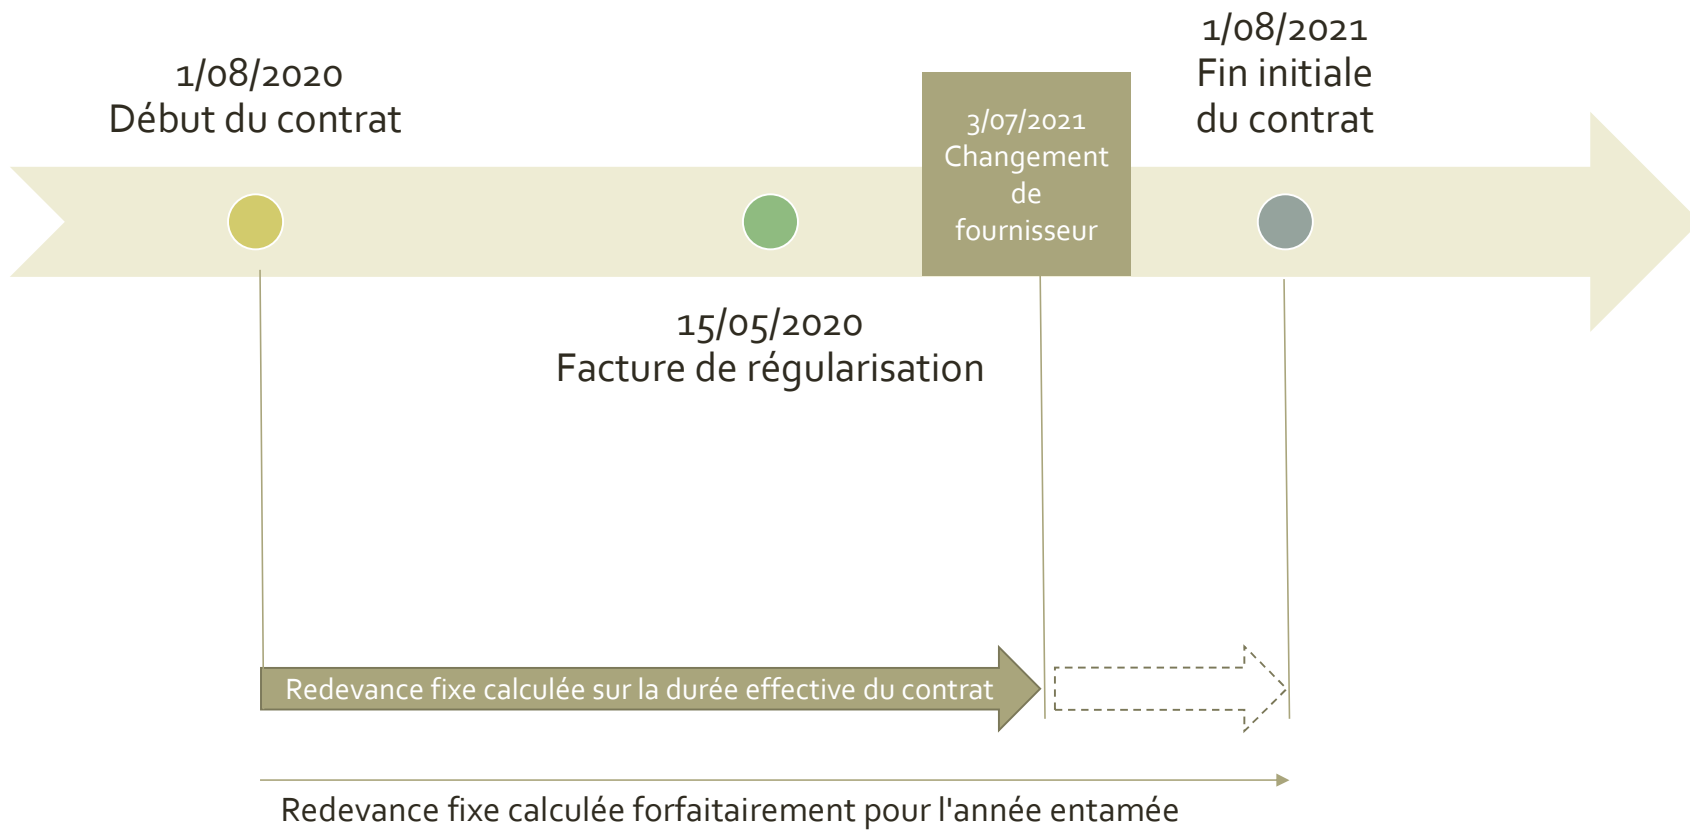 1/08/2020
Début du contrat
3/07/2021
Changement
de
fournisseur
1/08/2021
Fin initiale
du contrat
15/05/2020
Facture de régularisation
Redevance fixe calculée sur la durée effective du contrat
Redevance fixe calculée forfaitairement pour l'année entamée